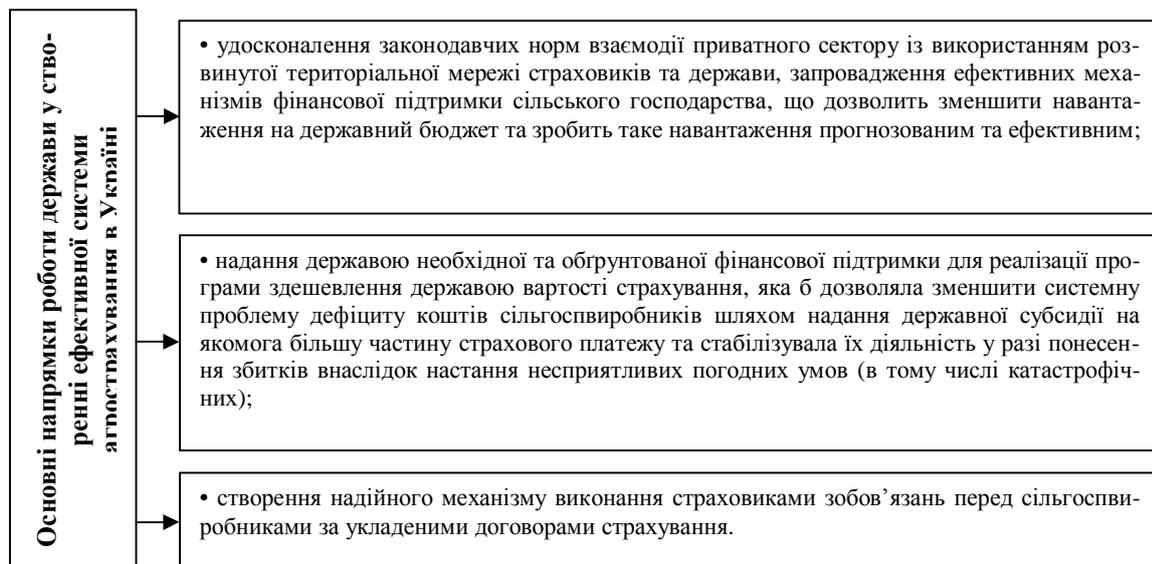 Основні напрямки роботи держави у ство-
ренні ефективної системи
агрострахування в Україні
• удосконалення законодавчих норм взаємодії приватного сектору із використанням роз-
винутої територіальної мережі страховиків та держави, запровадження ефективних меха-
нізмів фінансової підтримки сільського господарства, що дозволить зменшити наванта-
ження на державний бюджет та зробить таке навантаження прогнозованим та ефективним;
• надання державою необхідної та обґрунтованої фінансової підтримки для реалізації про-
грами здешевлення державою вартості страхування, яка б дозволяла зменшити системну
проблему дефіциту коштів сільгоспвиробників шляхом надання державної субсидії на
якомога більшу частину страхового платежу та стабілізувала їх діяльність у разі понесен-
ня збитків внаслідок настання несприятливих погодних умов (в тому числі катастрофіч-
них);
• створення надійного механізму виконання страховиками зобов’язань перед сільгоспви-
робниками за укладеними договорами страхування.